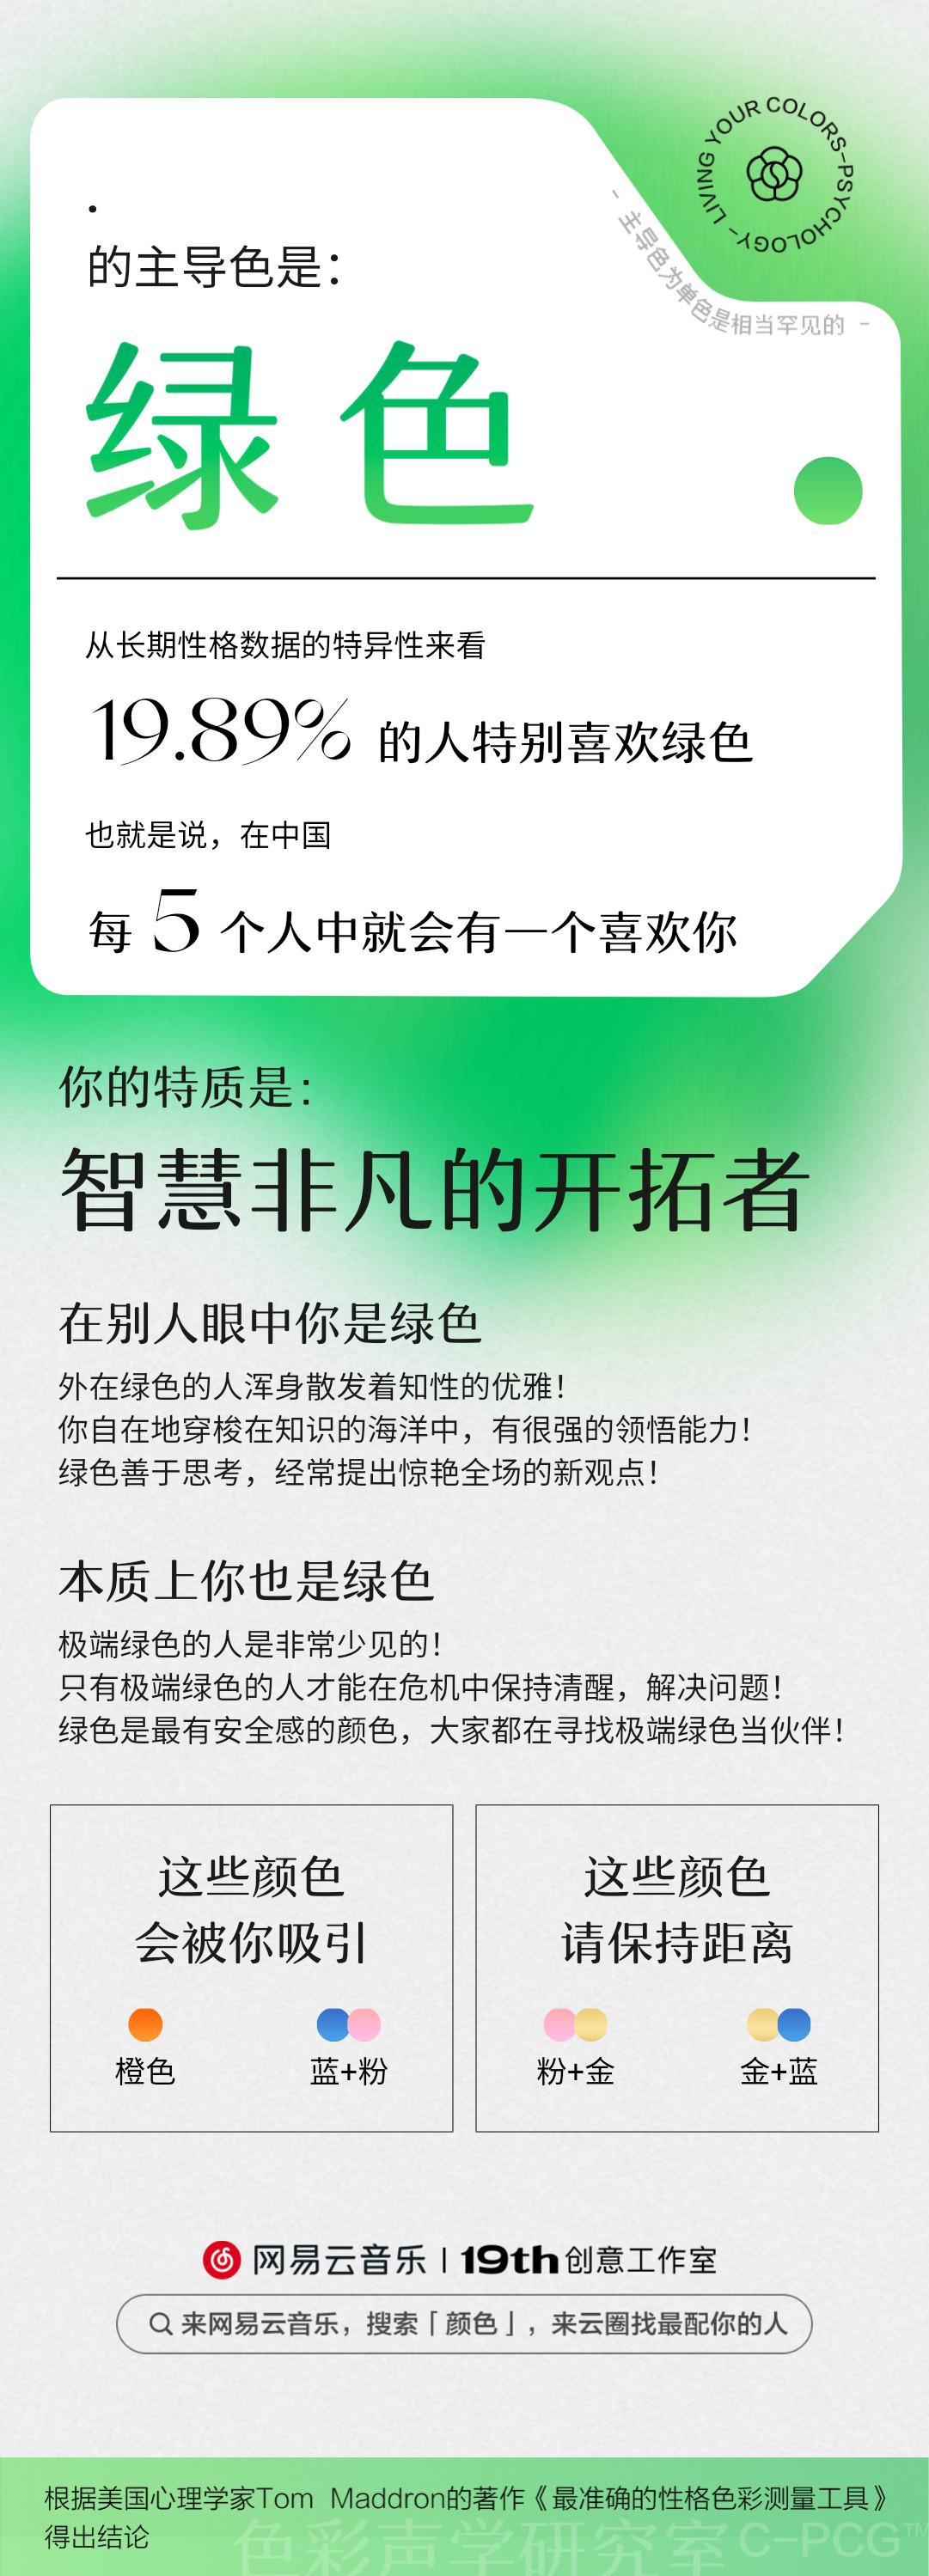 LIVING YOUR COLORS-PSYCHOLOGY -
- 主导色为单色是相当罕见的 -
.
的主导色是：
绿色
从长期性格数据的特异性来看
19.89% 的人特别喜欢绿色
也就是说，在中国
每 5 个人中就会有一个喜欢你
你的特质是：
智慧非凡的开拓者
在别人眼中你是绿色
外在绿色的人浑身散发着知性的优雅！
你自在地穿梭在知识的海洋中，有很强的领悟能力！
绿色善于思考，经常提出惊艳全场的新观点！
本质上你也是绿色
极端绿色的人是非常少见的！
只有极端绿色的人才能在危机中保持清醒，解决问题！
绿色是最有安全感的颜色，大家都在寻找极端绿色当伙伴！
这些颜色
会被你吸引
橙色
蓝+粉
这些颜色
请保持距离
粉+金
金+蓝
网易云音乐 | 19th创意工作室
来网易云音乐，搜索「颜色」，来云圈找最配你的人
根据美国心理学家Tom Maddron的著作《最准确的性格色彩测量工具》
得出结论
色彩声学研究室 C-PCG™